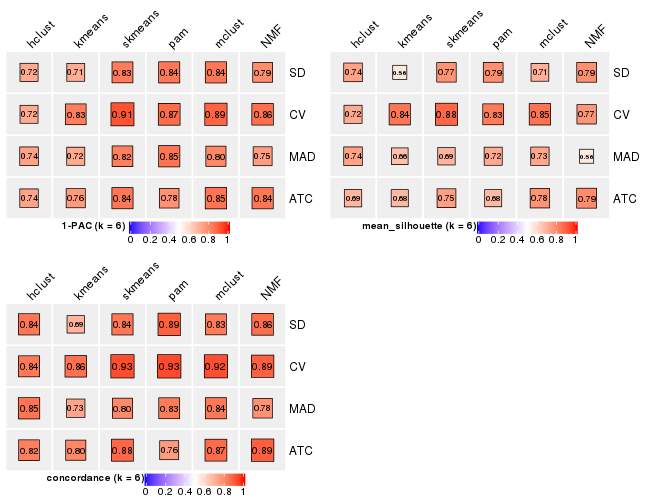 hclust kmeans skmeans pam mclust NMF
0.72 0.71 0.83 0.84 0.84 0.79 SD
0.72 0.83 0.91 0.87 0.89 0.86 CV
0.74 0.72 0.82 0.85 0.80 0.75 MAD
0.74 0.76 0.84 0.78 0.85 0.84 ATC
1-PAC (k = 6)
0 0.2 0.4 0.6 0.8 1
hclust kmeans skmeans pam mclust NMF
0.74 0.56 0.77 0.79 0.71 0.79 SD
0.72 0.84 0.88 0.83 0.85 0.77 CV
0.74 0.66 0.69 0.72 0.73 0.56 MAD
0.69 0.68 0.75 0.68 0.78 0.79 ATC
mean_silhouette (k = 6)
0 0.2 0.4 0.6 0.8 1
hclust kmeans skmeans pam mclust NMF
0.84 0.69 0.84 0.89 0.83 0.86 SD
0.84 0.86 0.93 0.93 0.92 0.89 CV
0.85 0.73 0.80 0.83 0.84 0.78 MAD
0.82 0.80 0.88 0.76 0.87 0.89 ATC
concordance (k = 6)
0 0.2 0.4 0.6 0.8 1